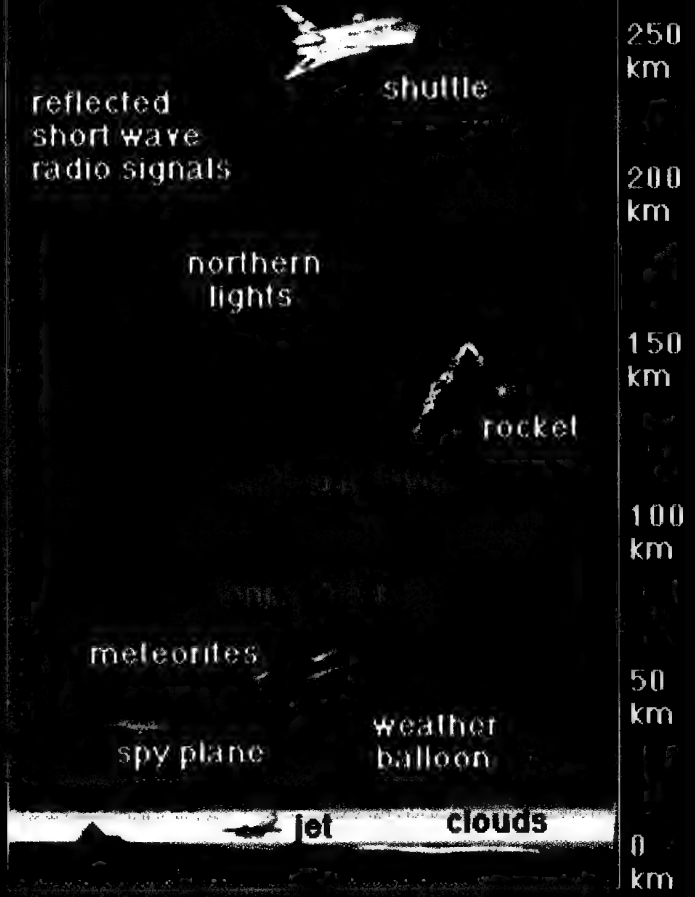 250
km
shuttle
reflected
short wave
radio signals
200
km
northern
lights
150
km
rocket
100
km
meteorites
50
km
weather
balloon
spy plane
jet
clouds
0
km